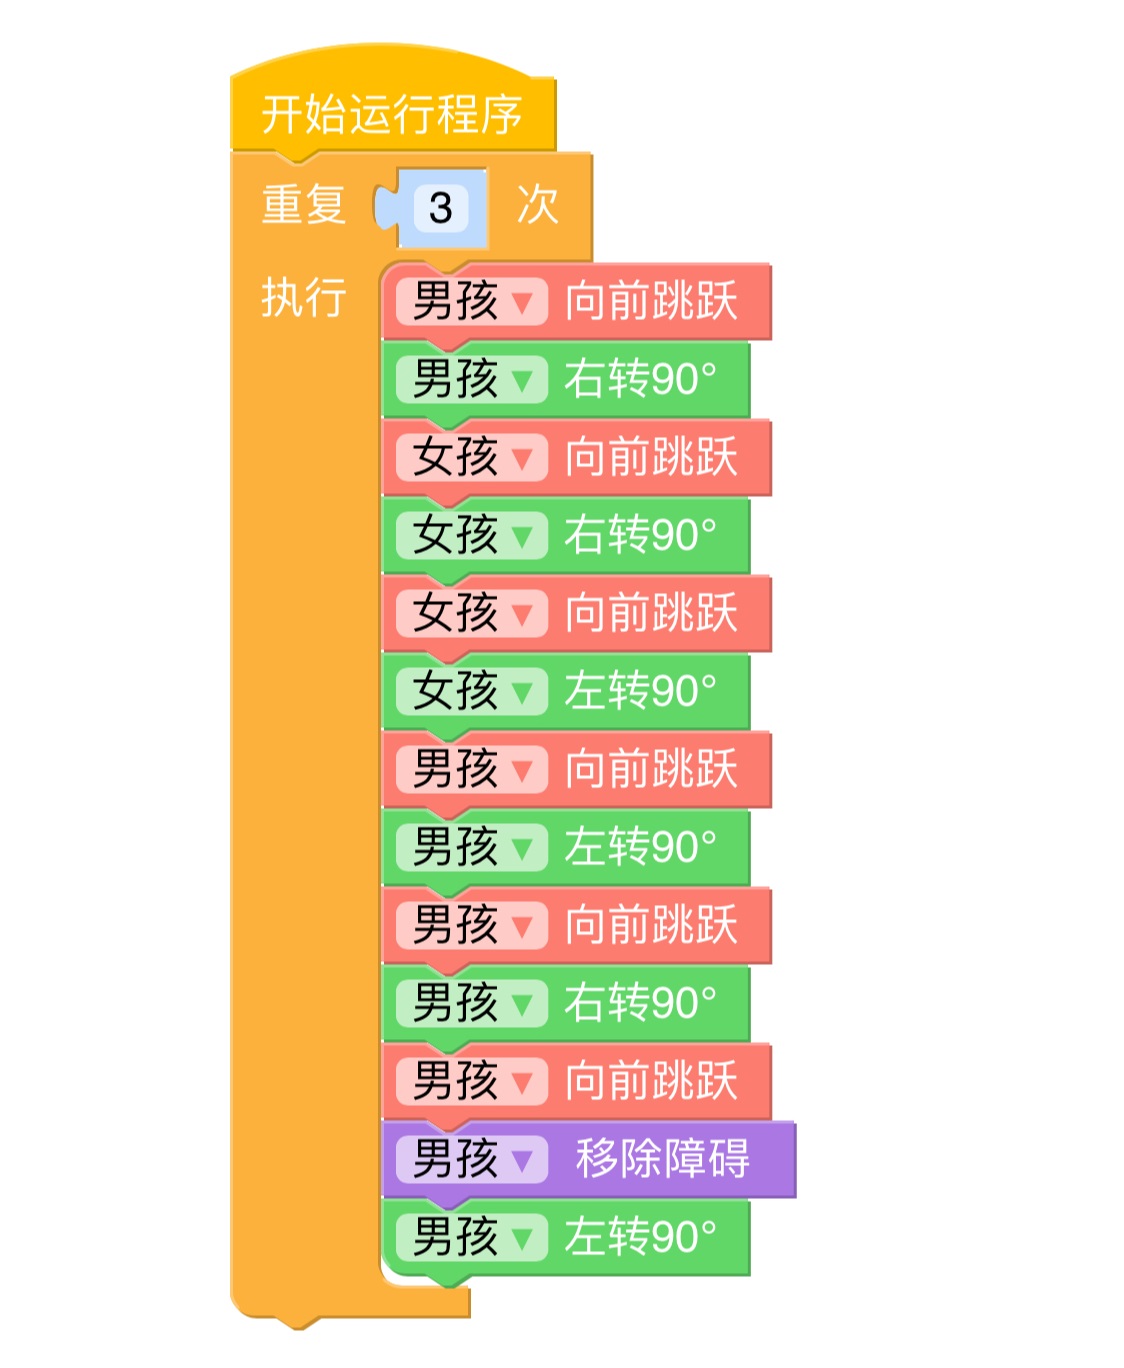 开始运行程序
重复 3 次
执行
男孩 ▼ 向前跳跃
男孩 ▼ 右转90°
女孩 ▼ 向前跳跃
女孩 ▼ 右转90°
女孩 ▼ 向前跳跃
女孩 ▼ 左转90°
男孩 ▼ 向前跳跃
男孩 ▼ 左转90°
男孩 ▼ 向前跳跃
男孩 ▼ 右转90°
男孩 ▼ 向前跳跃
男孩 ▼ 移除障碍
男孩 ▼ 左转90°